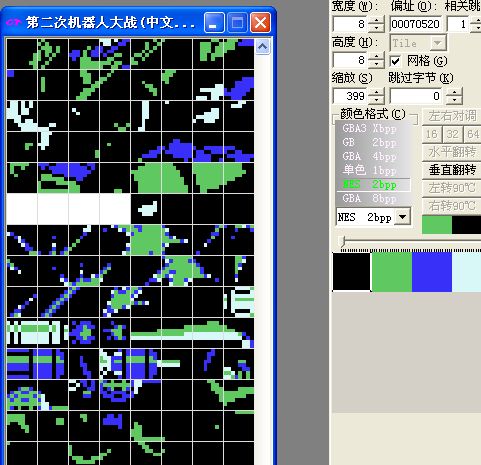 第二次机器人大战(中文...
宽度(W): 偏址(O): 相关跳
8 00070520 1
高度(H): Tile
8 网格(G)
缩放(S) 跳过字节(K)
399 0
颜色格式(C)
GBA3 Xbpp
GB 2bpp
GBA 4bpp
单色 1bpp
NES 2bpp
GBA 8bpp
NES 2bpp
左右对调
16 32 64
水平翻转
垂直翻转
左转90℃
右转90℃